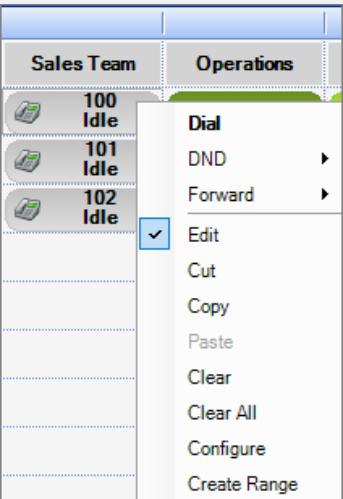 Sales Team
Operations
100
Idle
101
Idle
102
Idle
Dial
DND
Forward
Edit
Cut
Copy
Paste
Clear
Clear All
Configure
Create Range